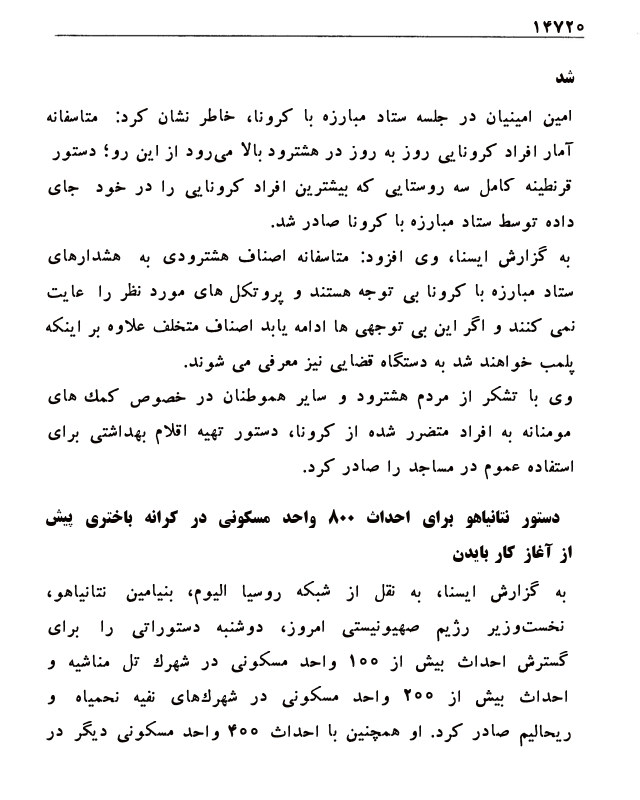 ۱۴۷۲۰
شد
امین امینیان در جلسه ستاد مبارزه با کرونا، خاطر نشان کرد: متاسفانه
آمار افراد کرونایی روز به روز در هشترود بالا می‌رود از این رو؛ دستور
قرنطینه کامل سه روستایی که بیشترین افراد کرونایی را در خود جای
داده توسط ستاد مبارزه با کرونا صادر شد.
به گزارش ایسنا، وی افزود: متاسفانه اصناف هشترودی به هشدارهای
ستاد مبارزه با کرونا بی توجه هستند و پروتکل های مورد نظر را عایت
نمی کنند و اگر این بی توجهی ها ادامه یابد اصناف متخلف علاوه بر اینکه
پلمب خواهند شد به دستگاه قضایی نیز معرفی می شوند.
وی با تشکر از مردم هشترود و سایر هموطنان در خصوص کمک های
مومنانه به افراد متضرر شده از کرونا، دستور تهیه اقلام بهداشتی برای
استفاده عموم در مساجد را صادر کرد.
دستور نتانیاهو برای احداث ۸۰۰ واحد مسکونی در کرانه باختری پیش
از آغاز کار بایدن
به گزارش ایسنا، به نقل از شبکه روسیا الیوم، بنیامین نتانیاهو،
نخست‌وزیر رژیم صهیونیستی امروز، دوشنبه دستوراتی را برای
گسترش احداث بیش از ۱۰۰ واحد مسکونی در شهرک تل مناشیه و
احداث بیش از ۲۰۰ واحد مسکونی در شهرک‌های نفیه نحمیاه و
ریحالیم صادر کرد. او همچنین با احداث ۴۰۰ واحد مسکونی دیگر در